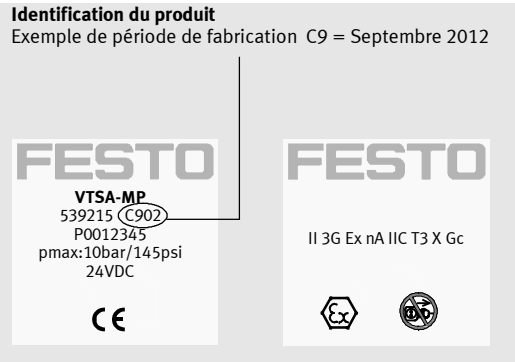 Identification du produit
Exemple de période de fabrication C9 = Septembre 2012
FESTO
VTSA-MP
539215 C902
P0012345
pmax:10bar/145psi
24VDC
CE
FESTO
II 3G Ex nA IIC T3 X Gc
Ex